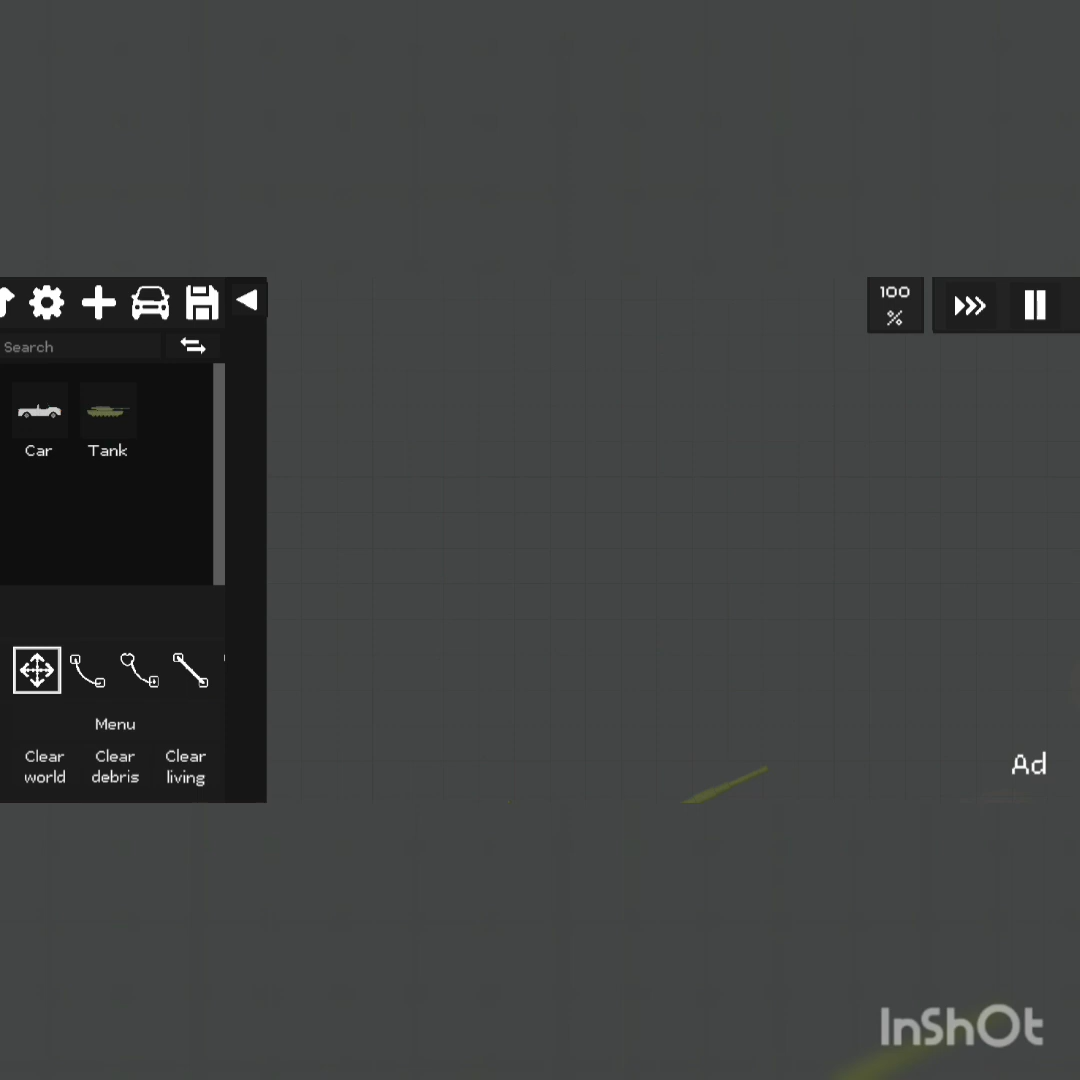 100
%
Search
Car Tank
Menu
Clear world
Clear debris
Clear living
Ad
InShOt